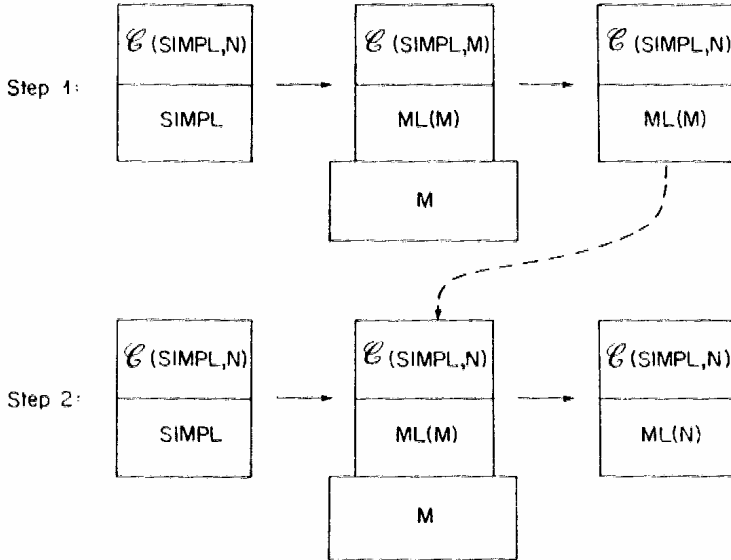 𝒞 (SIMPL,N)
𝒞 (SIMPL,M)
𝒞 (SIMPL,N)
Step 1:
SIMPL
ML(M)
ML(M)
M
𝒞 (SIMPL,N)
𝒞 (SIMPL,N)
𝒞 (SIMPL,N)
Step 2:
SIMPL
ML(M)
ML(N)
M